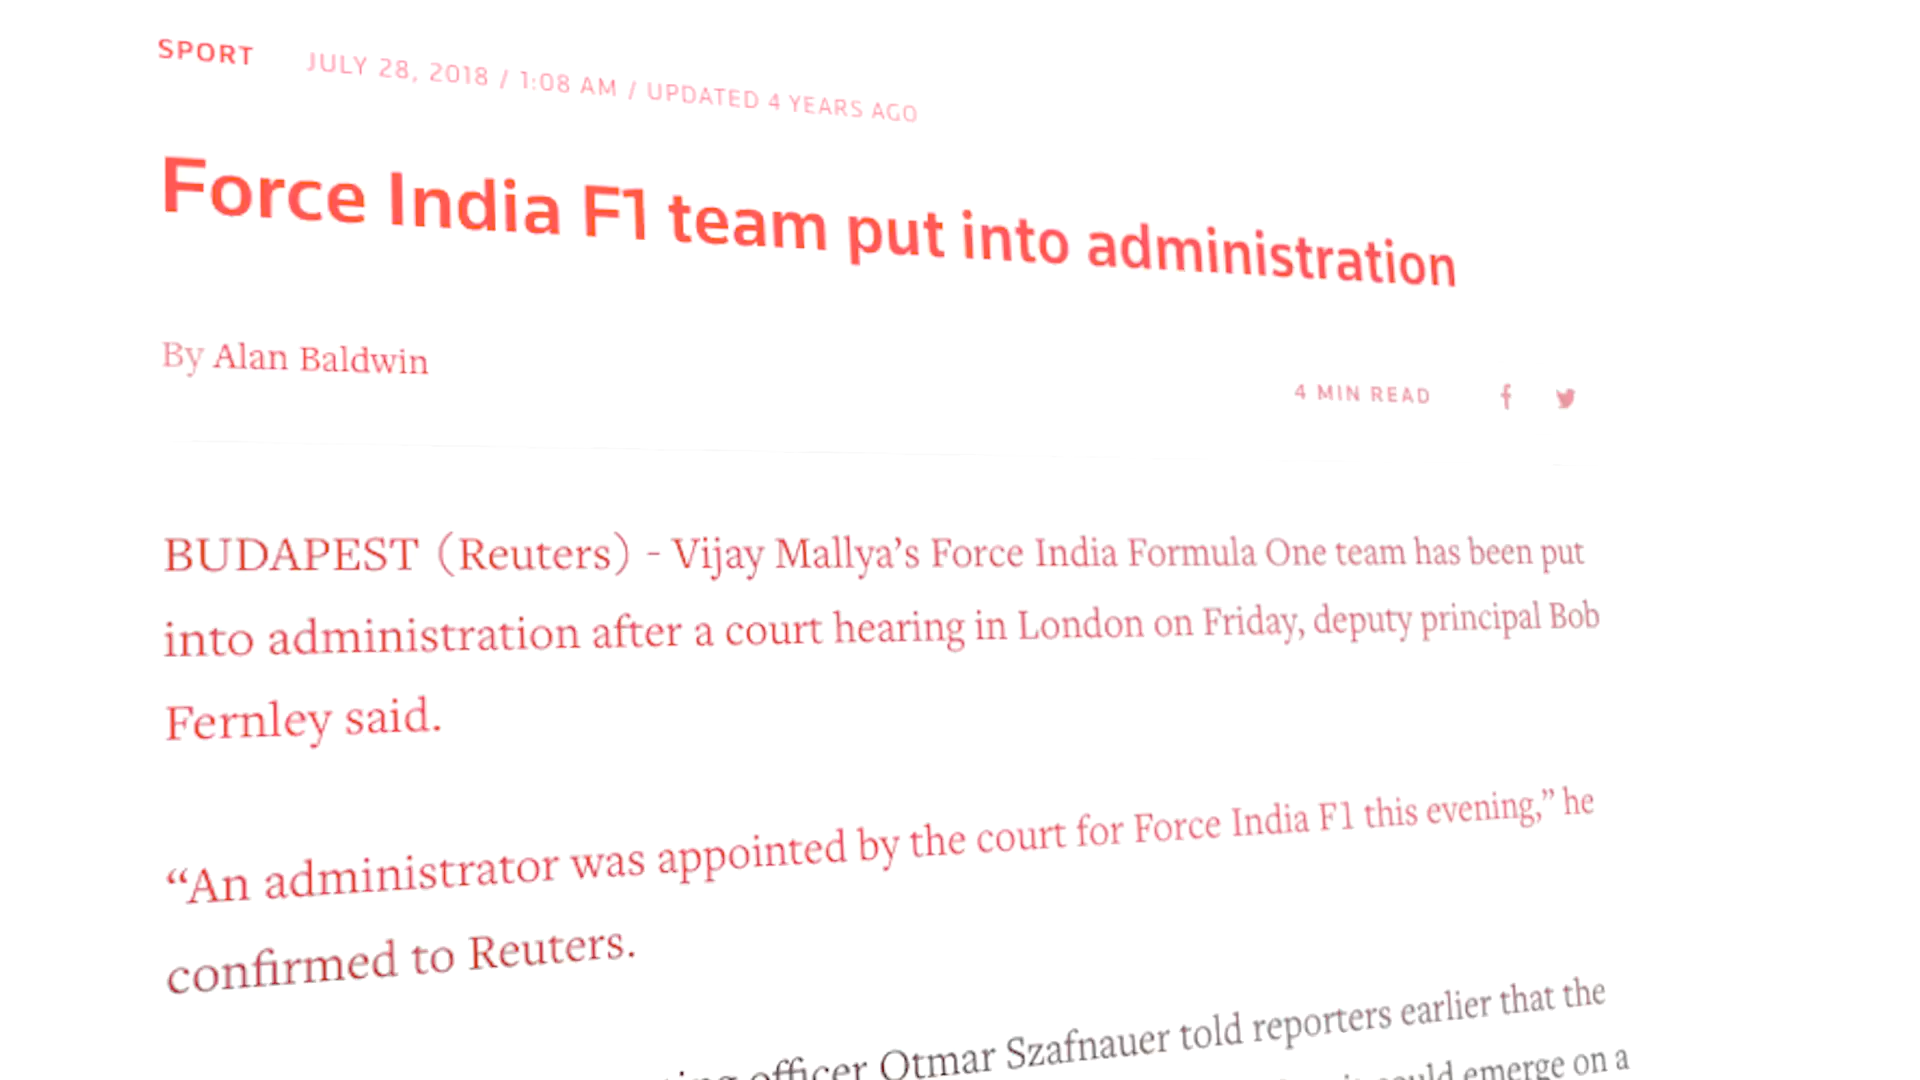 SPORT JULY 28, 2018 / 1:08 AM / UPDATED 4 YEARS AGO
Force India F1 team put into administration
By Alan Baldwin
4 MIN READ
BUDAPEST (Reuters) - Vijay Mallya’s Force India Formula One team has been put
into administration after a court hearing in London on Friday, deputy principal Bob
Fernley said.
“An administrator was appointed by the court for Force India F1 this evening,” he
confirmed to Reuters.
officer Otmar Szafnauer told reporters earlier that the
emerge on a